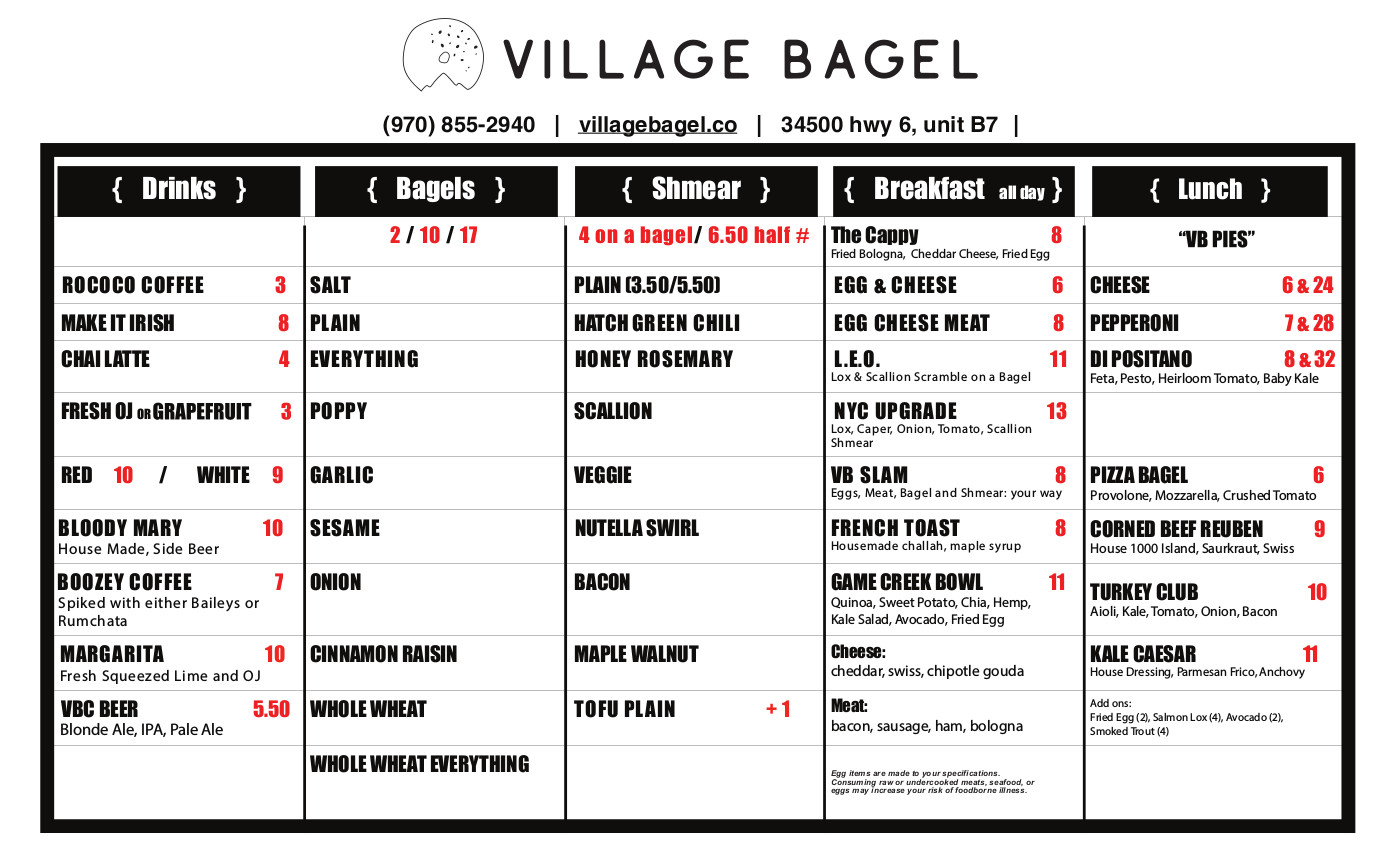 VILLAGE BAGEL
(970) 855-2940 | villagebagel.co | 34500 hwy 6, unit B7 |
{ Drinks }
ROCOCO COFFEE 3
MAKE IT IRISH 8
CHAI LATTE 4
FRESH OJ OR GRAPEFRUIT 3
RED 10 / WHITE 9
BLOODY MARY 10
House Made, Side Beer
BOOZEY COFFEE 7
Spiked with either Baileys or
Rumchata
MARGARITA 10
Fresh Squeezed Lime and OJ
VBC BEER 5.50
Blonde Ale, IPA, Pale Ale
{ Bagels }
2 / 10 / 17
SALT
PLAIN
EVERYTHING
POPPY
GARLIC
SESAME
ONION
CINNAMON RAISIN
WHOLE WHEAT
WHOLE WHEAT EVERYTHING
{ Shmear }
4 on a bagel/ 6.50 half #
PLAIN (3.50/5.50)
HATCH GREEN CHILI
HONEY ROSEMARY
SCALLION
VEGGIE
NUTELLA SWIRL
BACON
MAPLE WALNUT
TOFU PLAIN + 1
{ Breakfast all day }
The Cappy 8
Fried Bologna, Cheddar Cheese, Fried Egg
EGG & CHEESE 6
EGG CHEESE MEAT 8
L.E.O. 11
Lox & Scallion Scramble on a Bagel
NYC UPGRADE 13
Lox, Caper, Onion, Tomato, Scallion
Shmear
VB SLAM 8
Eggs, Meat, Bagel and Shmear: your way
FRENCH TOAST 8
Housemade challah, maple syrup
GAME CREEK BOWL 11
Quinoa, Sweet Potato, Chia, Hemp,
Kale Salad, Avocado, Fried Egg
Cheese:
cheddar, swiss, chipotle gouda
Meat:
bacon, sausage, ham, bologna
Egg items are made to your specifications.
Consuming raw or undercooked meats, seafood, or
eggs may increase your risk of foodborne illness.
{ Lunch }
“VB PIES”
CHEESE 6 & 24
PEPPERONI 7 & 28
DI POSITANO 8 & 32
Feta, Pesto, Heirloom Tomato, Baby Kale
PIZZA BAGEL 6
Provolone, Mozzarella, Crushed Tomato
CORNED BEEF REUBEN 9
House 1000 Island, Saurkraut, Swiss
TURKEY CLUB 10
Aioli, Kale, Tomato, Onion, Bacon
KALE CAESAR 11
House Dressing, Parmesan Frico, Anchovy
Add ons:
Fried Egg (2), Salmon Lox (4), Avocado (2),
Smoked Trout (4)